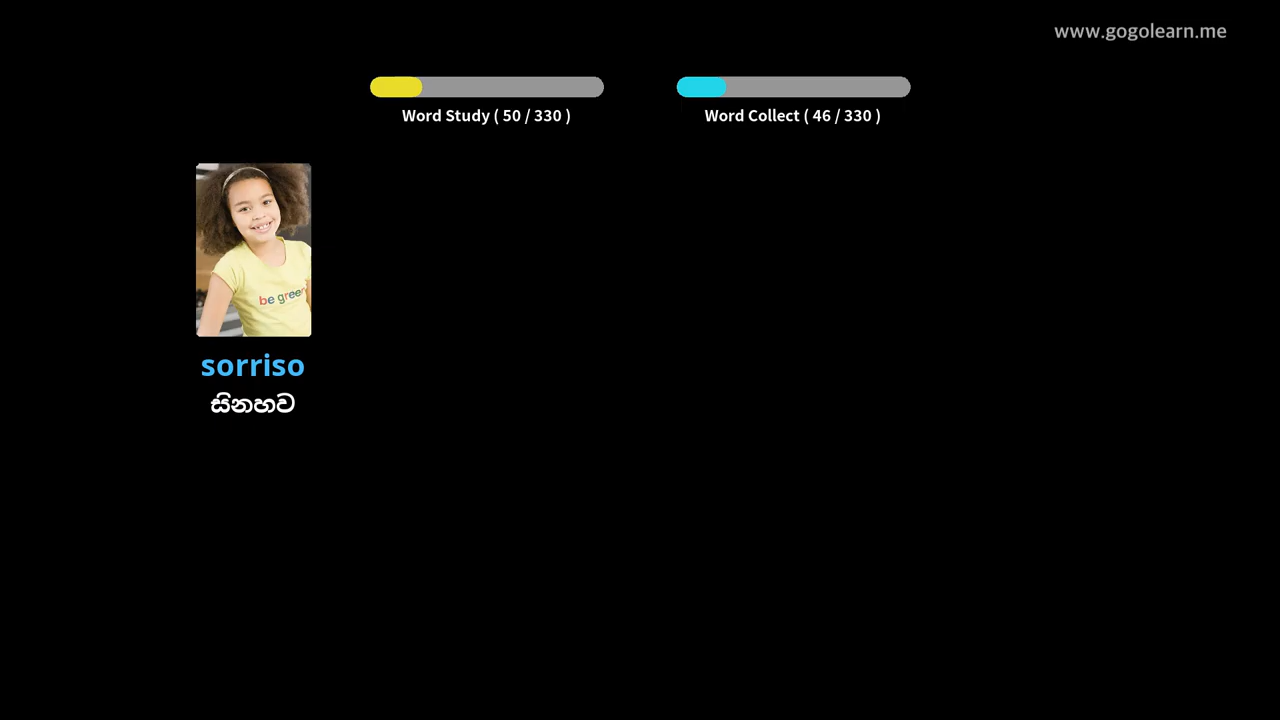 www.gogolearn.me
Word Study ( 50 / 330 )
Word Collect ( 46 / 330 )
be green
sorriso
සිනහව